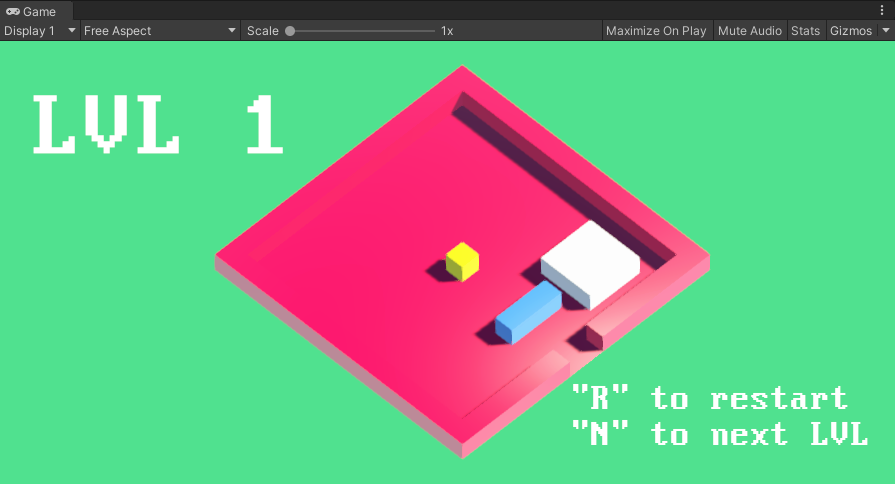 Game
Display 1 Free Aspect Scale 1x Maximize On Play Mute Audio Stats Gizmos
LVL 1
"R" to restart
"N" to next LVL